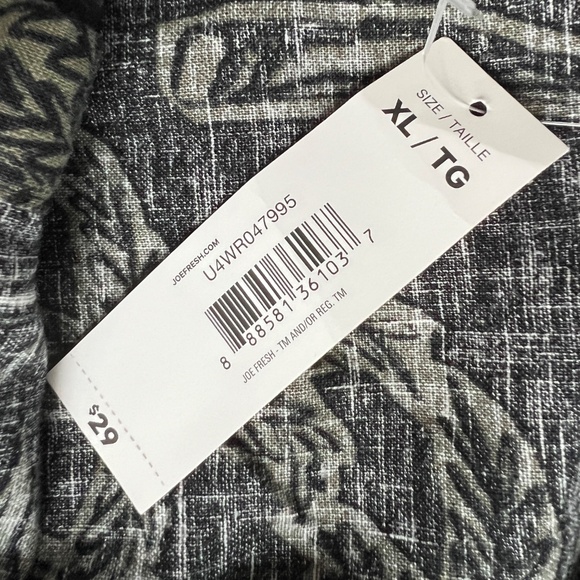 SIZE / TAILLE
XL / TG
JOEFRESH.COM
U4WR047995
8 88581 36103 7
JOE FRESH - TM AND/OR REG. TM
$29